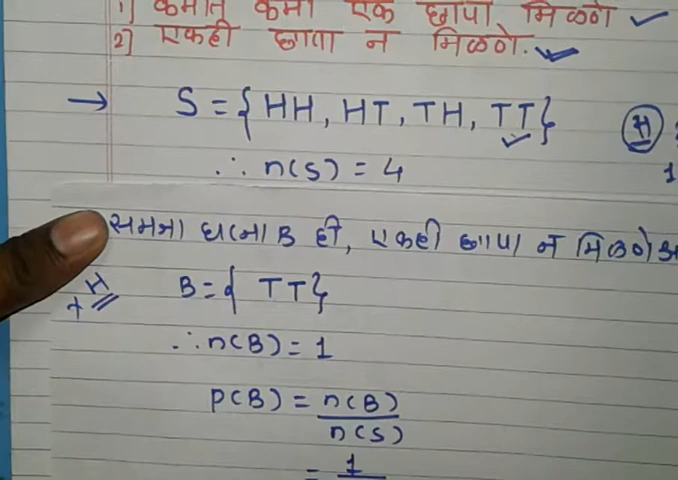 1] कमीत कमी एक छापा मिळणे ✓
2] एकही छापा न मिळणे. ✓
→ S = { HH, HT, TH, TT }
H
∴ n(S) = 4
1
समजा घटना B ही, एकही छापा न मिळणे अ
H
B = { TT }
∴ n(B) = 1
P(B) = n(B)
n(S)
= 1